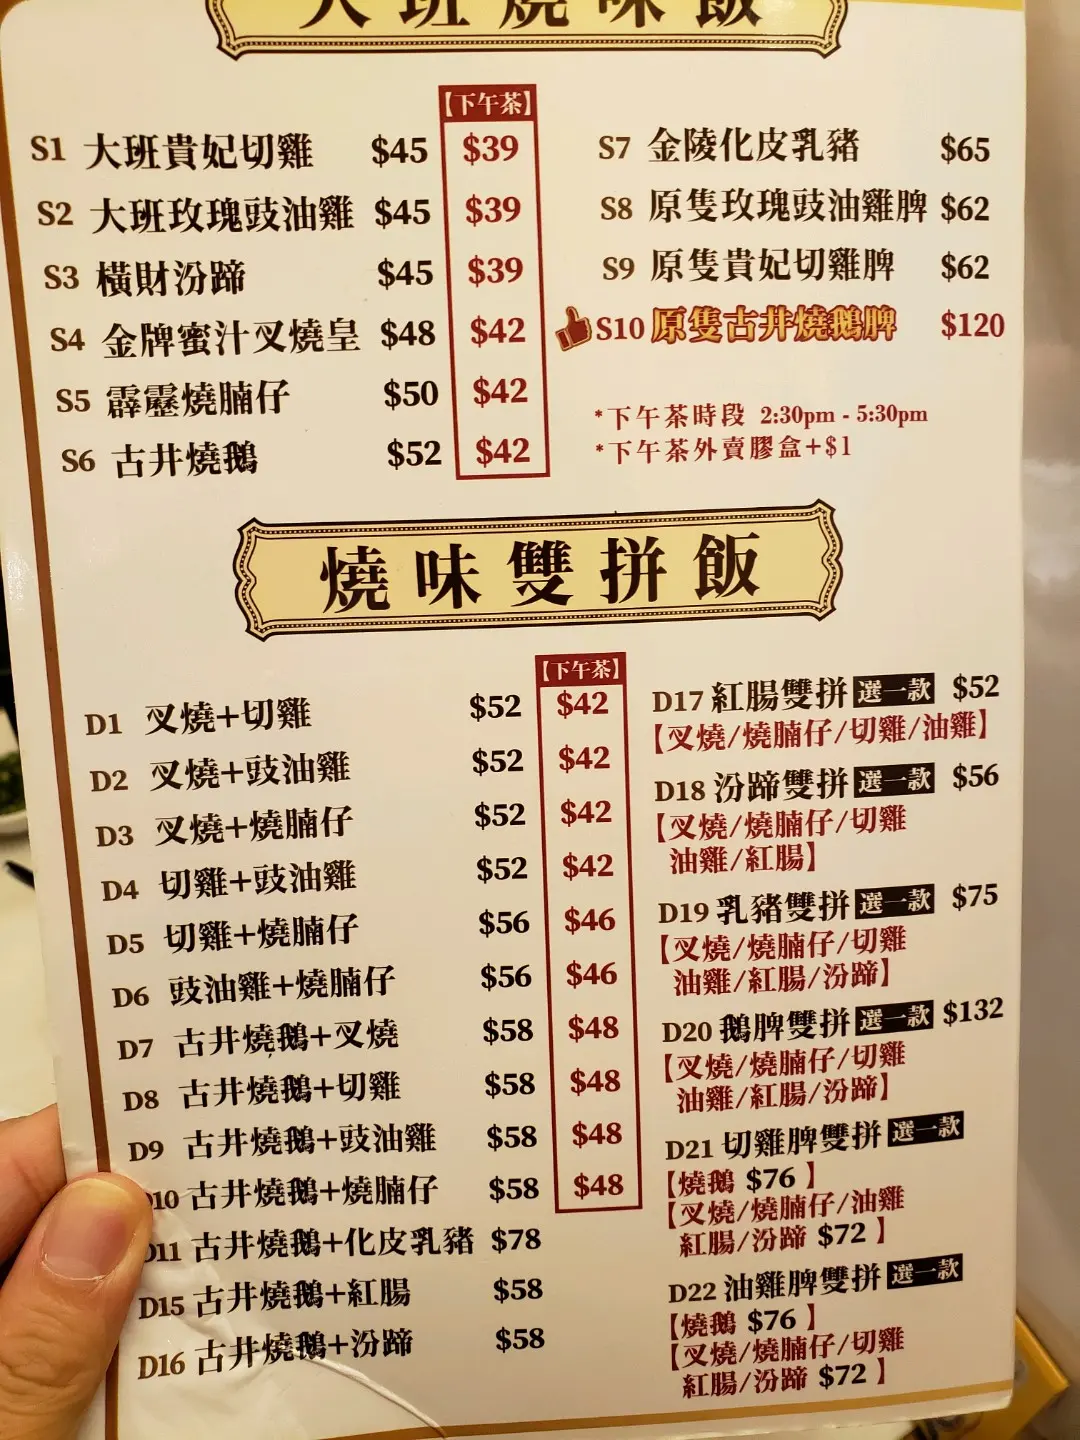 大班燒味飯
【下午茶】
S1 大班貴妃切雞 $45 $39
S2 大班玫瑰豉油雞 $45 $39
S3 橫財汾蹄 $45 $39
S4 金牌蜜汁叉燒皇 $48 $42
S5 霹靂燒腩仔 $50 $42
S6 古井燒鵝 $52 $42
S7 金陵化皮乳豬 $65
S8 原隻玫瑰豉油雞脾 $62
S9 原隻貴妃切雞脾 $62
S10 原隻古井燒鵝脾 $120
*下午茶時段 2:30pm - 5:30pm
*下午茶外賣膠盒+$1
燒味雙拼飯
【下午茶】
D1 叉燒+切雞 $52 $42
D2 叉燒+豉油雞 $52 $42
D3 叉燒+燒腩仔 $52 $42
D4 切雞+豉油雞 $52 $42
D5 切雞+燒腩仔 $56 $46
D6 豉油雞+燒腩仔 $56 $46
D7 古井燒鵝+叉燒 $58 $48
D8 古井燒鵝+切雞 $58 $48
D9 古井燒鵝+豉油雞 $58 $48
D10 古井燒鵝+燒腩仔 $58 $48
D11 古井燒鵝+化皮乳豬 $78
D15 古井燒鵝+紅腸 $58
D16 古井燒鵝+汾蹄 $58
D17 紅腸雙拼 選一款 $52
【叉燒/燒腩仔/切雞/油雞】
D18 汾蹄雙拼 選一款 $56
【叉燒/燒腩仔/切雞
油雞/紅腸】
D19 乳豬雙拼 選一款 $75
【叉燒/燒腩仔/切雞
油雞/紅腸/汾蹄】
D20 鵝脾雙拼 選一款 $132
【叉燒/燒腩仔/切雞
油雞/紅腸/汾蹄】
D21 切雞脾雙拼 選一款
【燒鵝 $76 】
【叉燒/燒腩仔/油雞
紅腸/汾蹄 $72 】
D22 油雞脾雙拼 選一款
【燒鵝 $76 】
【叉燒/燒腩仔/切雞
紅腸/汾蹄 $72 】